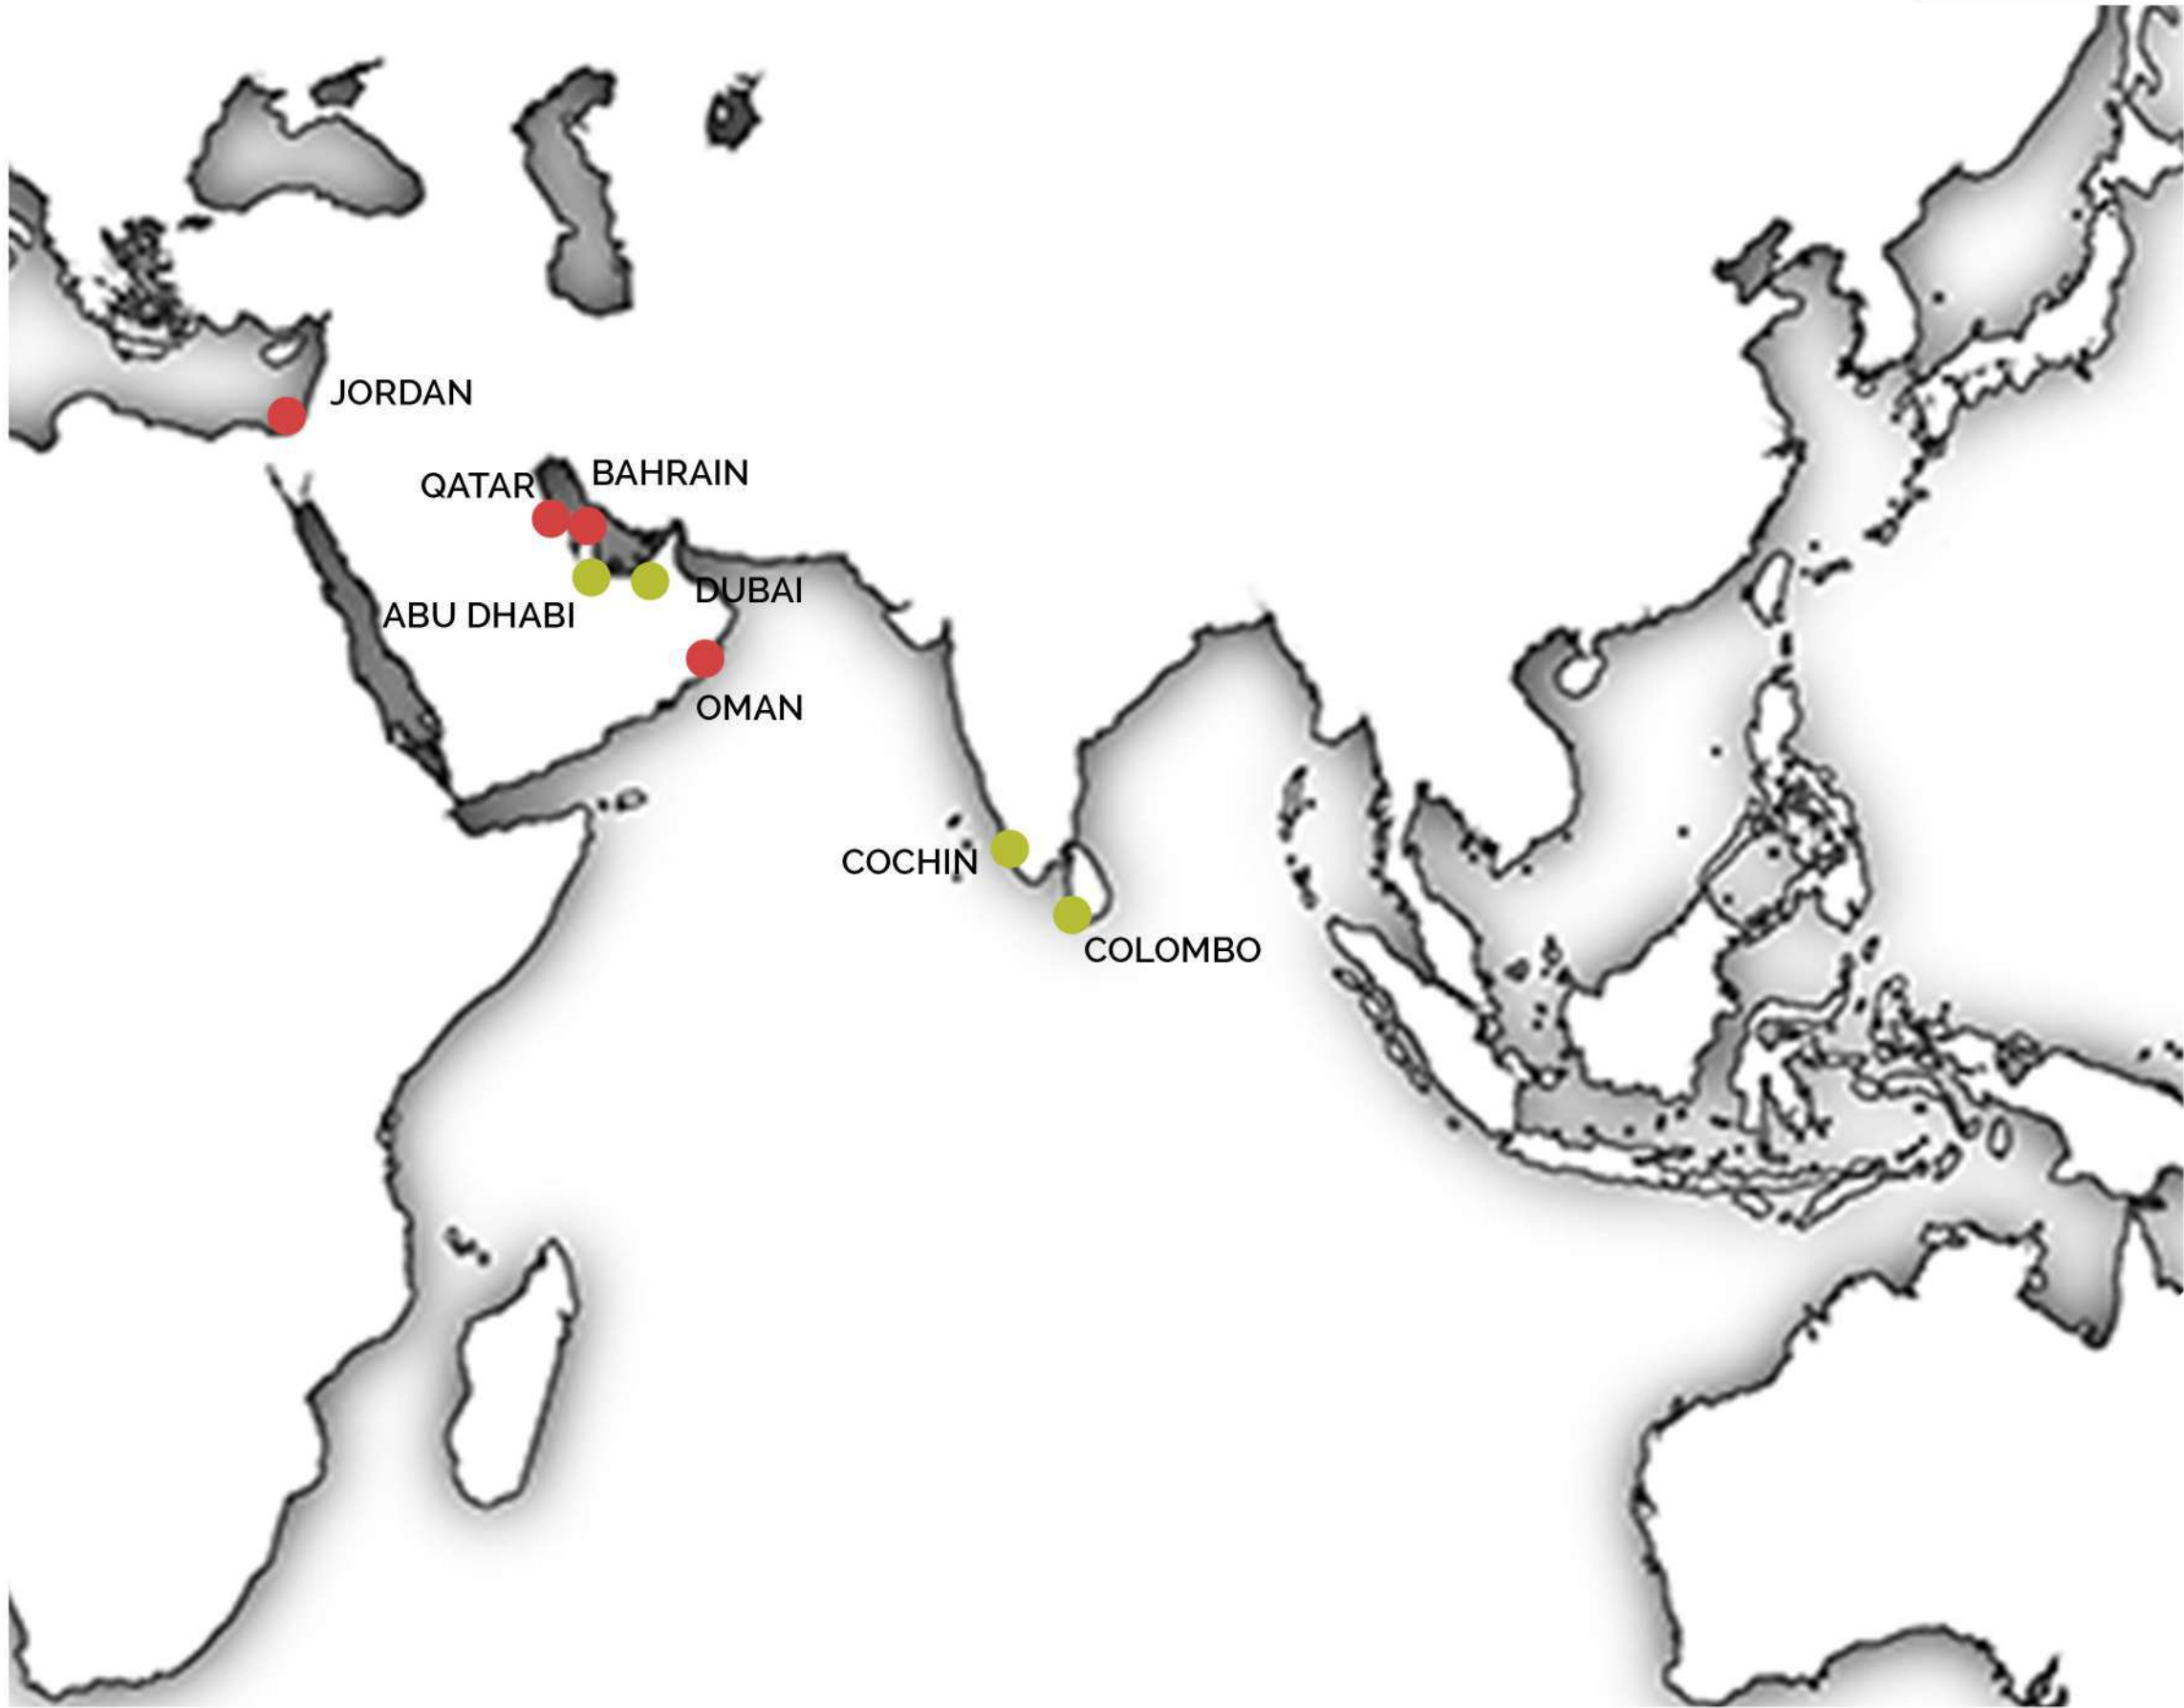 JORDAN
BAHRAIN
QATAR
DUBAI
ABU DHABI
OMAN
COCHIN
COLOMBO